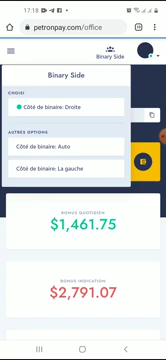 17:18
petronpay.com/office
Binary Side
Binary Side
CHOISI
Côté de binaire: Droite
AUTRES OPTIONS
Côté de binaire: Auto
Côté de binaire: La gauche
BONUS QUOTIDIEN
$1,461.75
BONUS INDICATION
$2,791.07